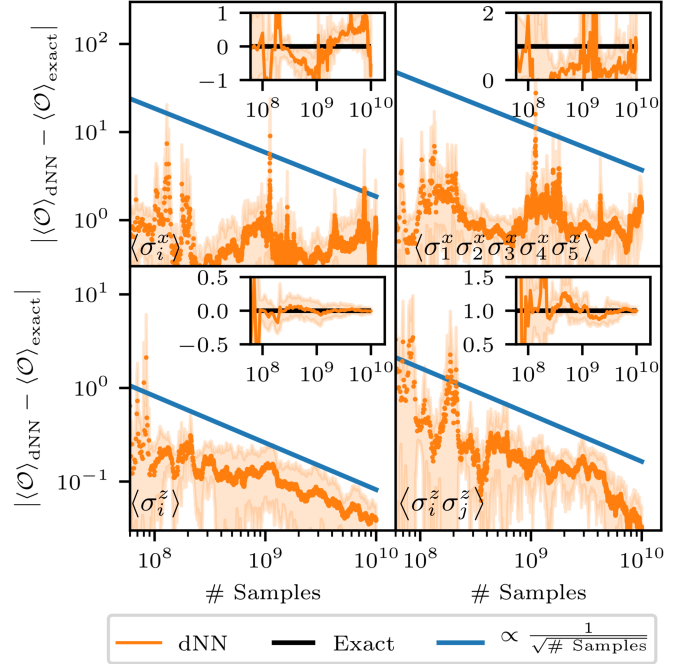 |⟨𝒪⟩dNN − ⟨𝒪⟩exact|
10²
10¹
10⁰
1
0
−1
10⁸ 10⁹ 10¹⁰
⟨σᵢˣ⟩
2
0
10⁸ 10⁹ 10¹⁰
⟨σ₁ˣσ₂ˣσ₃ˣσ₄ˣσ₅ˣ⟩
|⟨𝒪⟩dNN − ⟨𝒪⟩exact|
10¹
10⁰
10⁻¹
0.5
0.0
−0.5
10⁸ 10⁹ 10¹⁰
⟨σᵢᶻ⟩
1.5
1.0
0.5
10⁸ 10⁹ 10¹⁰
⟨σᵢᶻσⱼᶻ⟩
10⁸ 10⁹ 10¹⁰
10⁸ 10⁹ 10¹⁰
# Samples
# Samples
dNN Exact ∝ 1/√# Samples